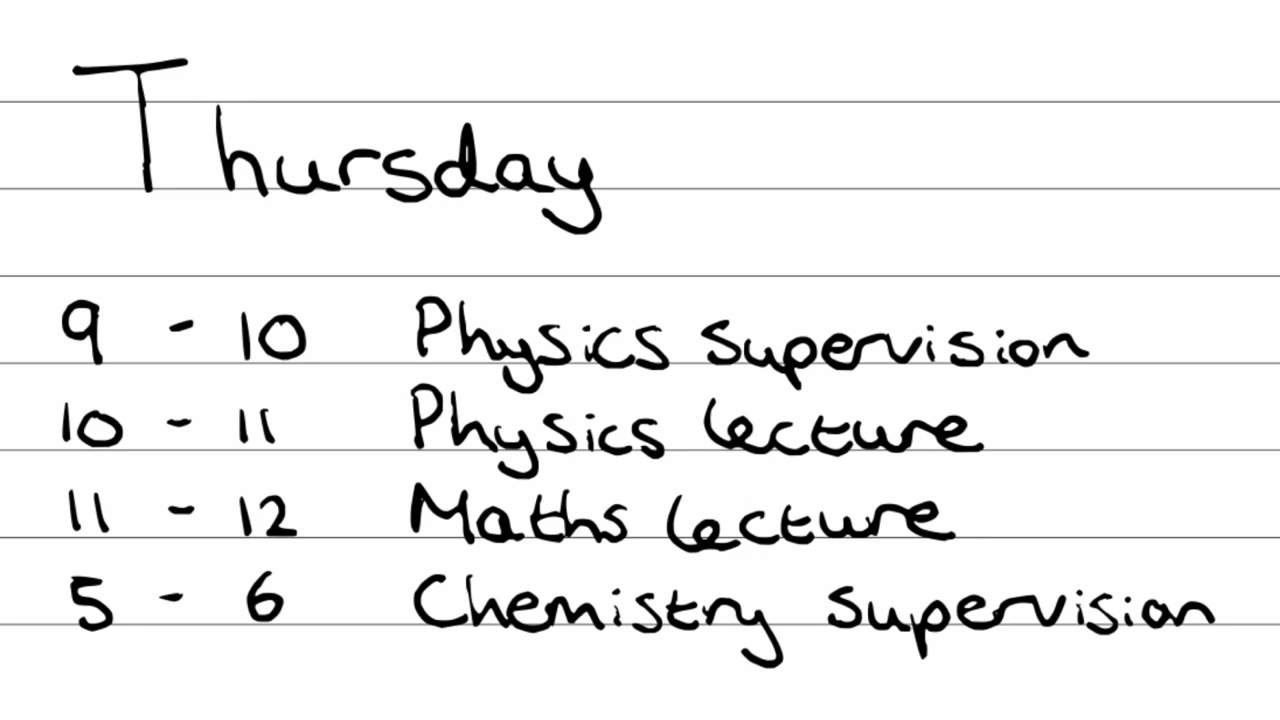 Thursday
9 - 10 Physics supervision
10 - 11 Physics lecture
11 - 12 Maths lecture
5 - 6 Chemistry supervision